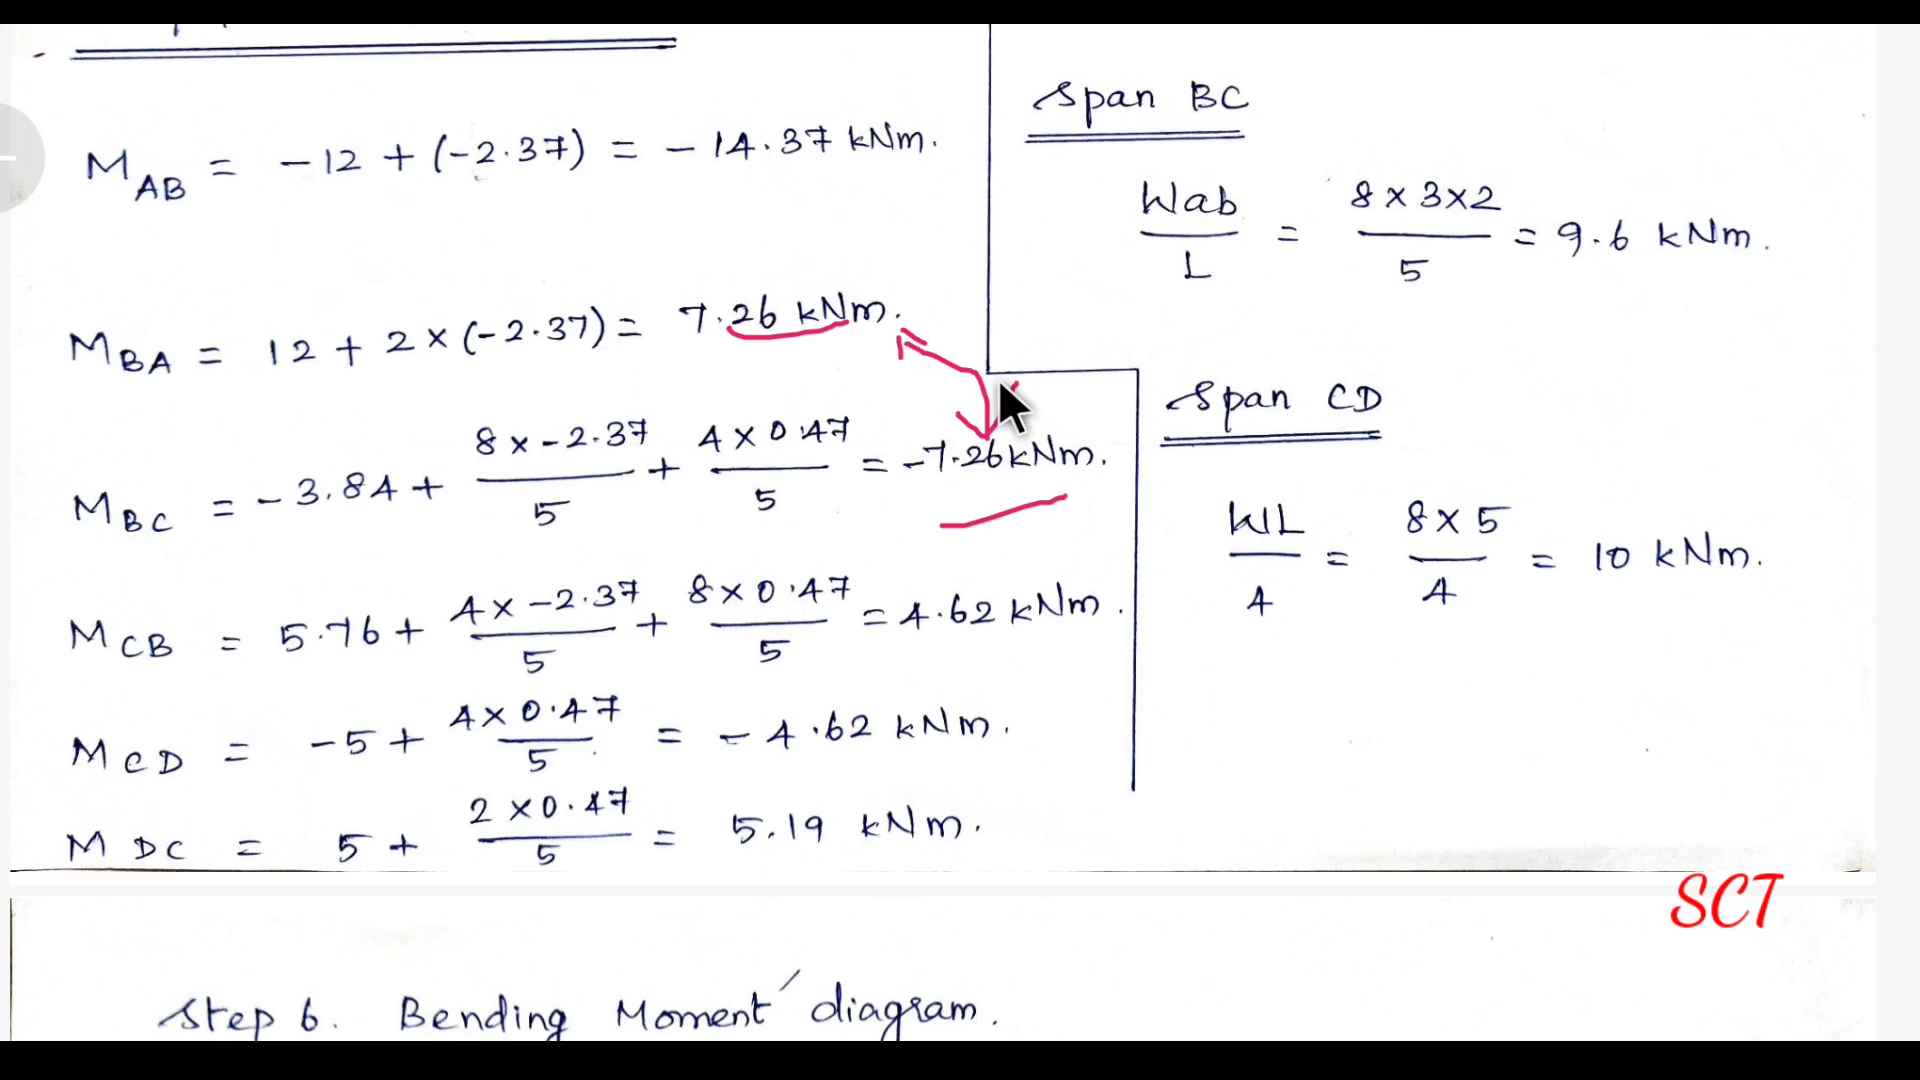 M_AB = -12 + (-2.37) = -14.37 kNm.
M_BA = 12 + 2 × (-2.37) = 7.26 kNm.
M_BC = -3.84 + (8 × -2.37)/5 + (4 × 0.47)/5 = -7.26 kNm.
M_CB = 5.76 + (4 × -2.37)/5 + (8 × 0.47)/5 = 4.62 kNm.
M_CD = -5 + (4 × 0.47)/5 = -4.62 kNm.
M_DC = 5 + (2 × 0.47)/5 = 5.19 kNm.
Span BC
Wab/L = (8 × 3 × 2)/5 = 9.6 kNm.
Span CD
WL/4 = (8 × 5)/4 = 10 kNm.
SCT
Step 6. Bending Moment diagram.